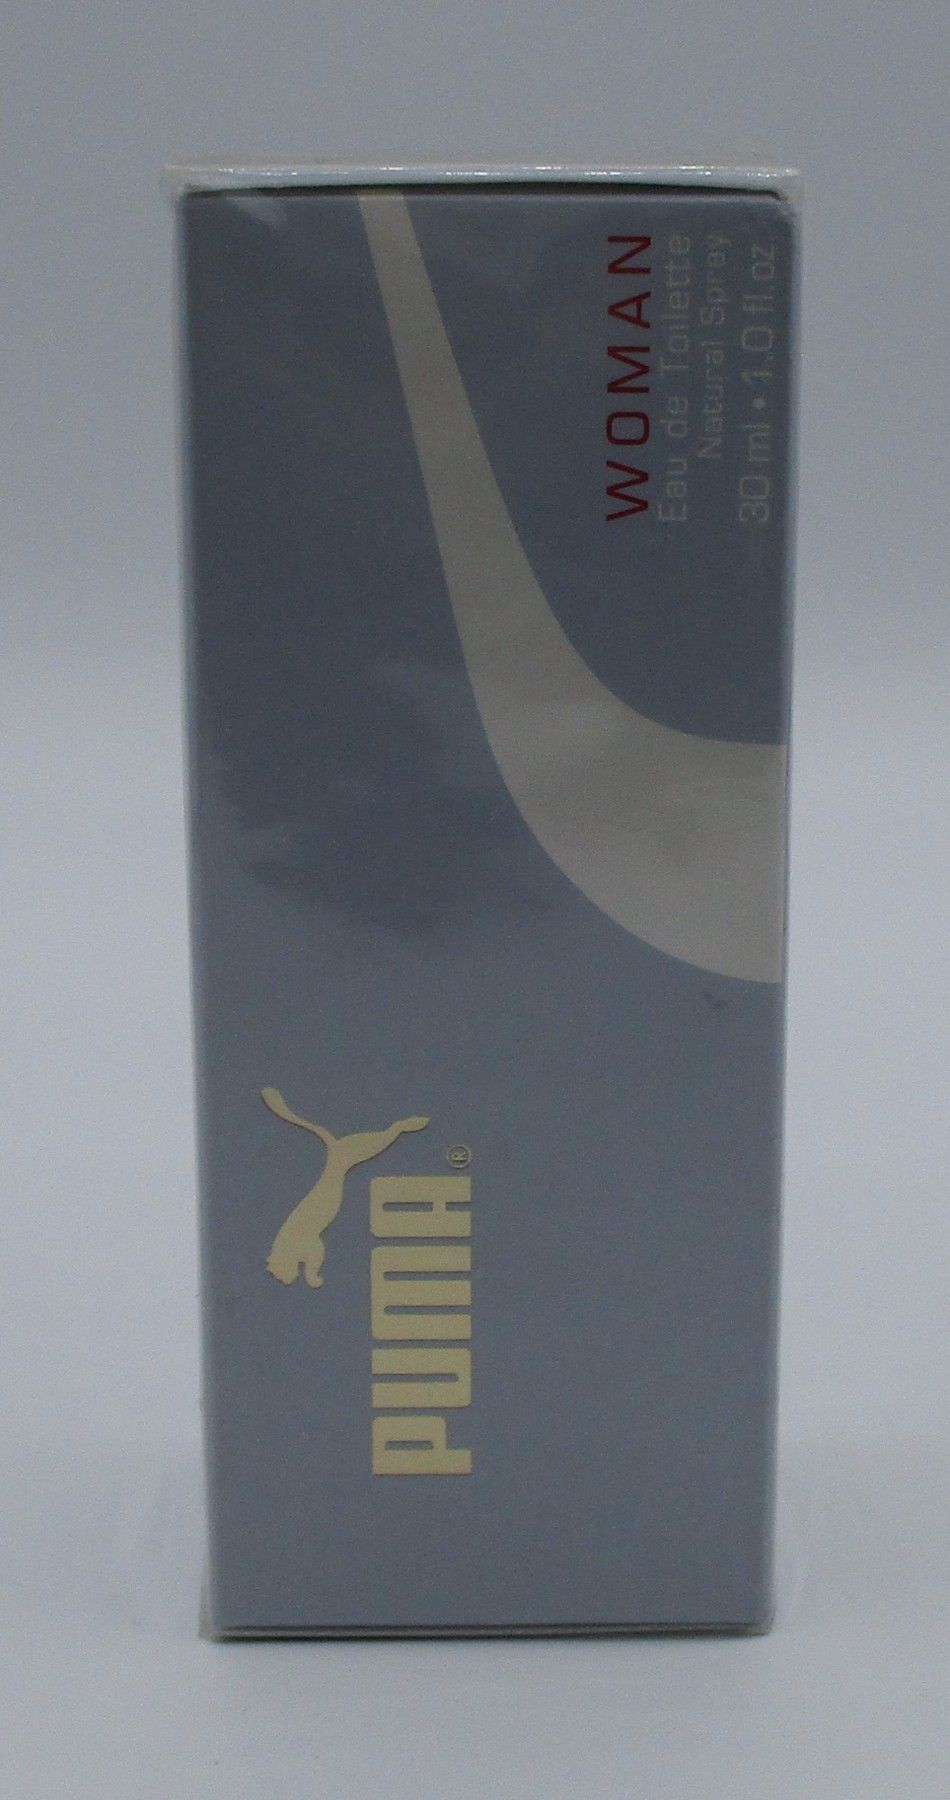 PUMA®
WOMAN
Eau de Toilette
Natural Spray
30 ml • 1.0 fl.oz.